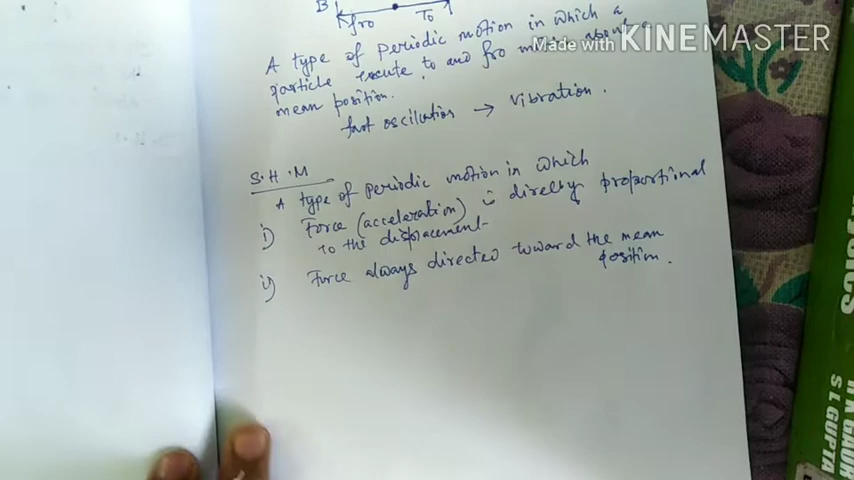 B
fro To
A type of periodic motion in which a
particle execute to and fro about a
mean position.
fast oscillation → vibration.
S.H.M
A type of periodic motion in which
i) Force (acceleration) is direlby proportional
to the displacement
ii) Force always directed toward the mean
position.
Made with KINEMASTER
R K GAUR
S L GUPTA